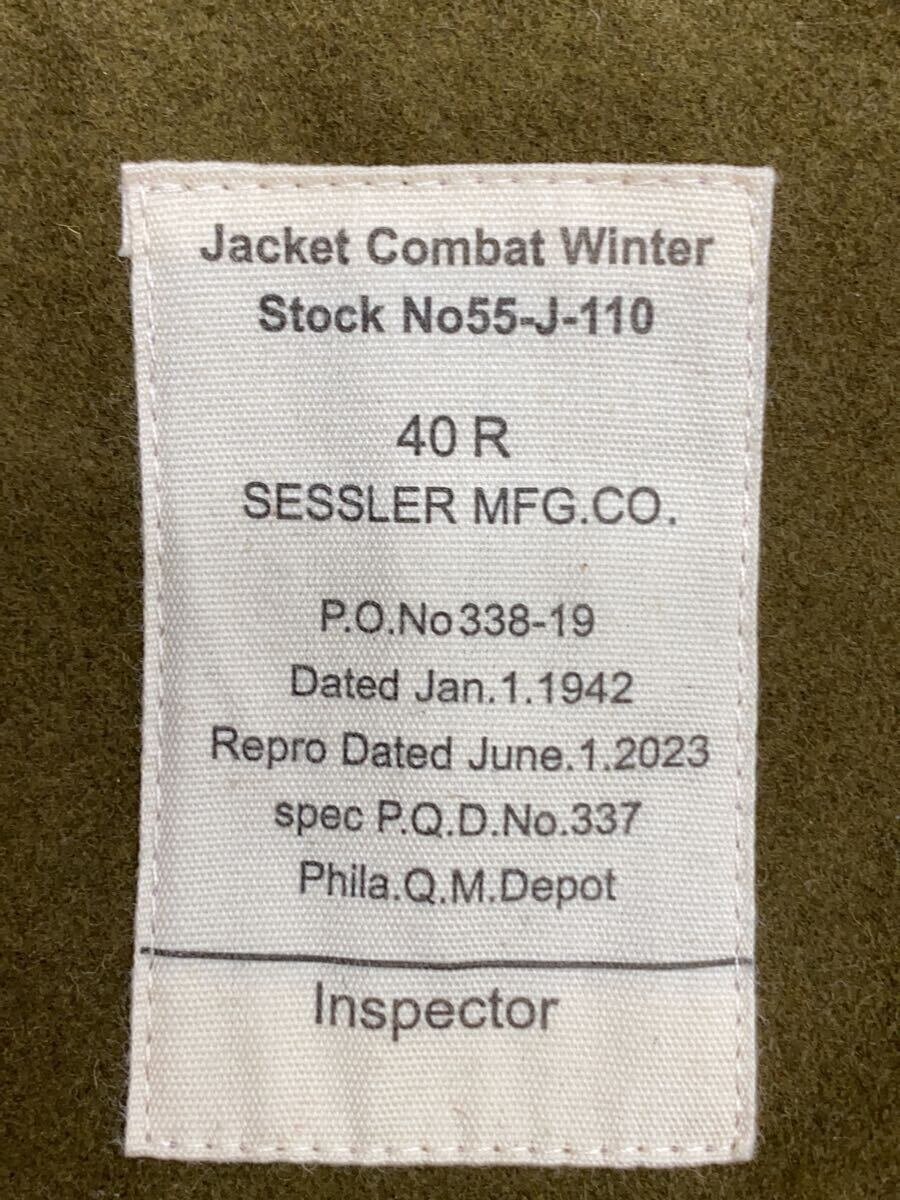 Jacket Combat Winter
Stock No55-J-110
40 R
SESSLER MFG.CO.
P.O.No338-19
Dated Jan.1.1942
Repro Dated June.1.2023
spec P.Q.D.No.337
Phila.Q.M.Depot
Inspector